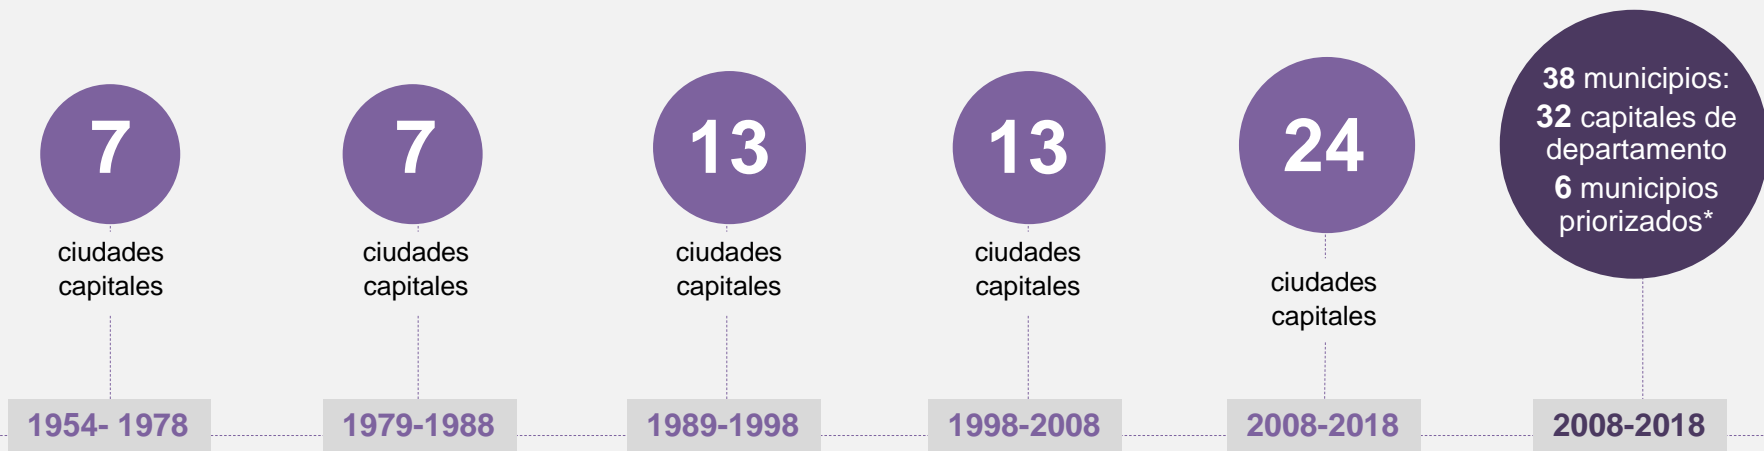 7
ciudades
capitales
1954- 1978
7
ciudades
capitales
1979-1988
13
ciudades
capitales
1989-1998
13
ciudades
capitales
1998-2008
24
ciudades
capitales
2008-2018
38 municipios:
32 capitales de
departamento
6 municipios
priorizados*
2008-2018